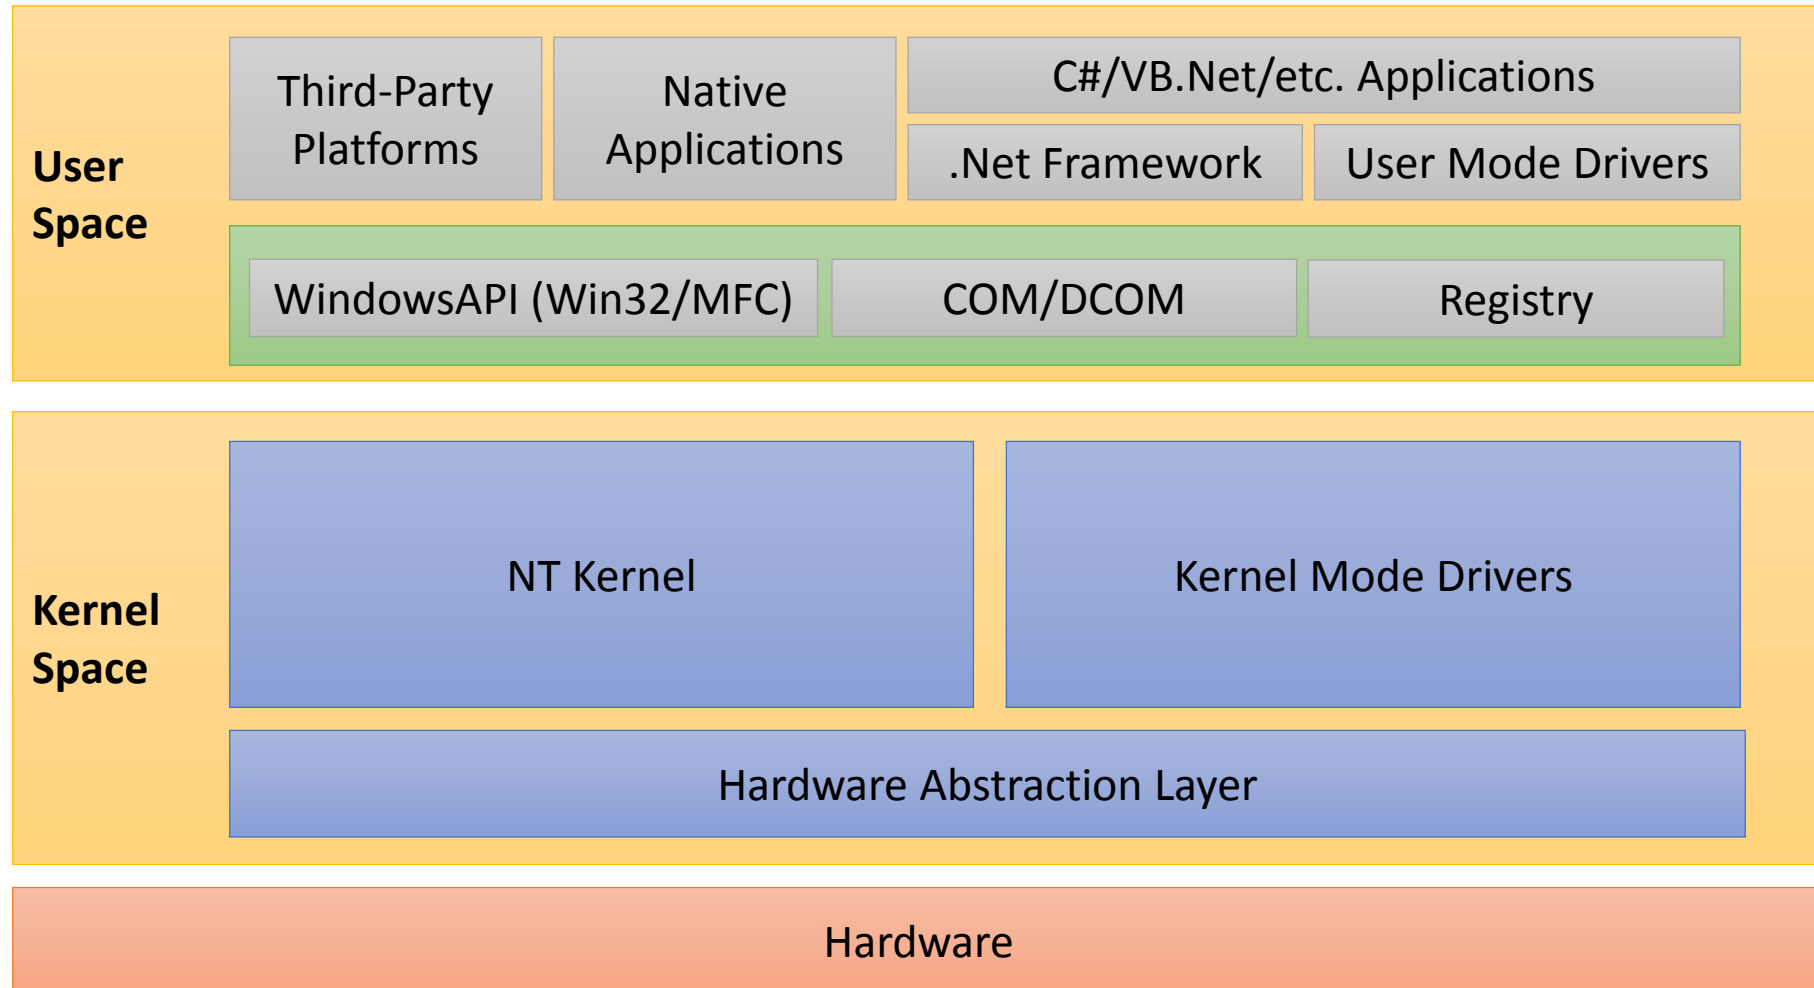 User
Space
Third-Party
Platforms
Native
Applications
C#/VB.Net/etc. Applications
.Net Framework
User Mode Drivers
WindowsAPI (Win32/MFC)
COM/DCOM
Registry
Kernel
Space
NT Kernel
Kernel Mode Drivers
Hardware Abstraction Layer
Hardware